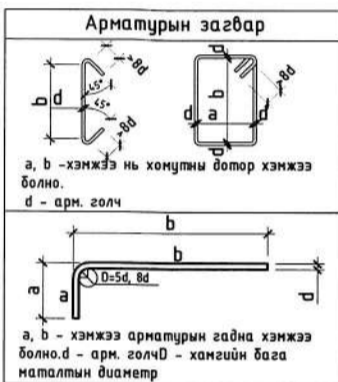 Арматурын загвар
>8d
45°
45°
b d
>8d
d
>8d
b
d a d
d
a, b -хэмжээ нь хомутны дотор хэмжээ
болно.
d - арм. голч
b
b
D=5d, 8d
a
a
d
a, b - хэмжээ арматурын гадна хэмжээ
болно.d - арм. голчD - хамгийн бага
маталтын диаметр